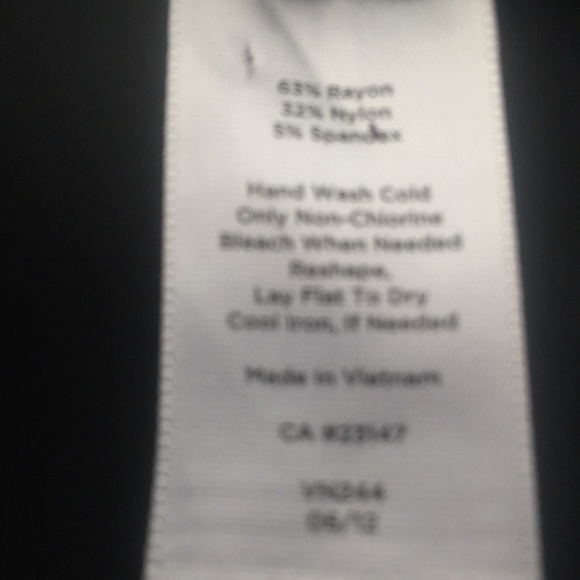 63% Rayon
32% Nylon
5% Spandex
Hand Wash Cold
Only Non-Chlorine
Bleach When Needed
Reshape,
Lay Flat To Dry
Cool Iron, If Needed
Made in Vietnam
CA #23147
VN244
06/12